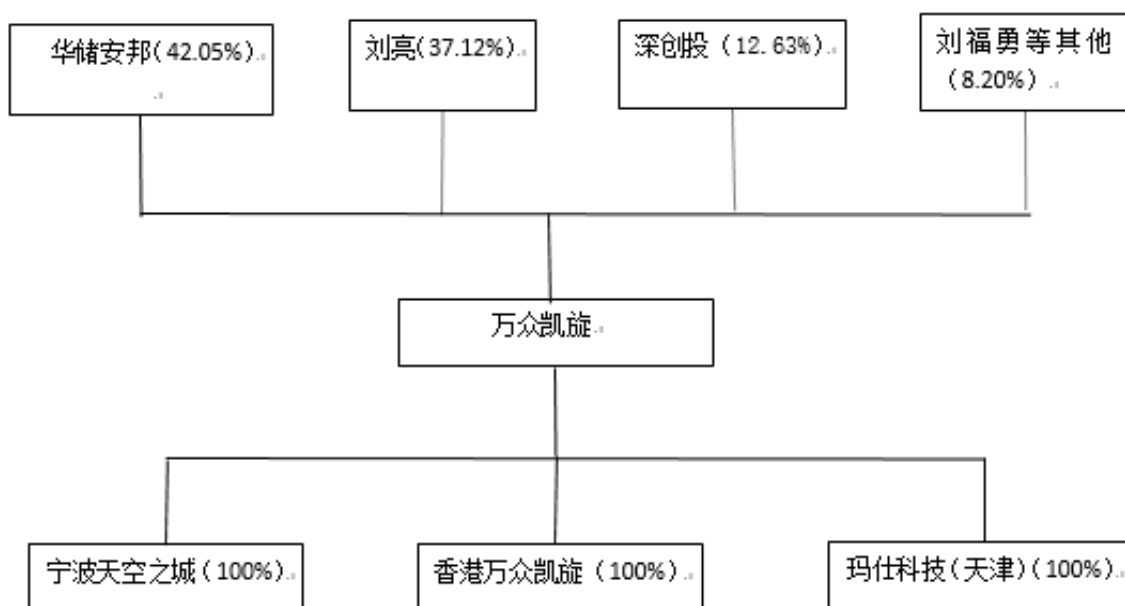 华储安邦(42.05%)
刘亮(37.12%)
深创投（12.63%）
刘福勇等其他
（8.20%）
万众凯旋
宁波天空之城（100%）
香港万众凯旋（100%）
玛仕科技（天津）（100%）